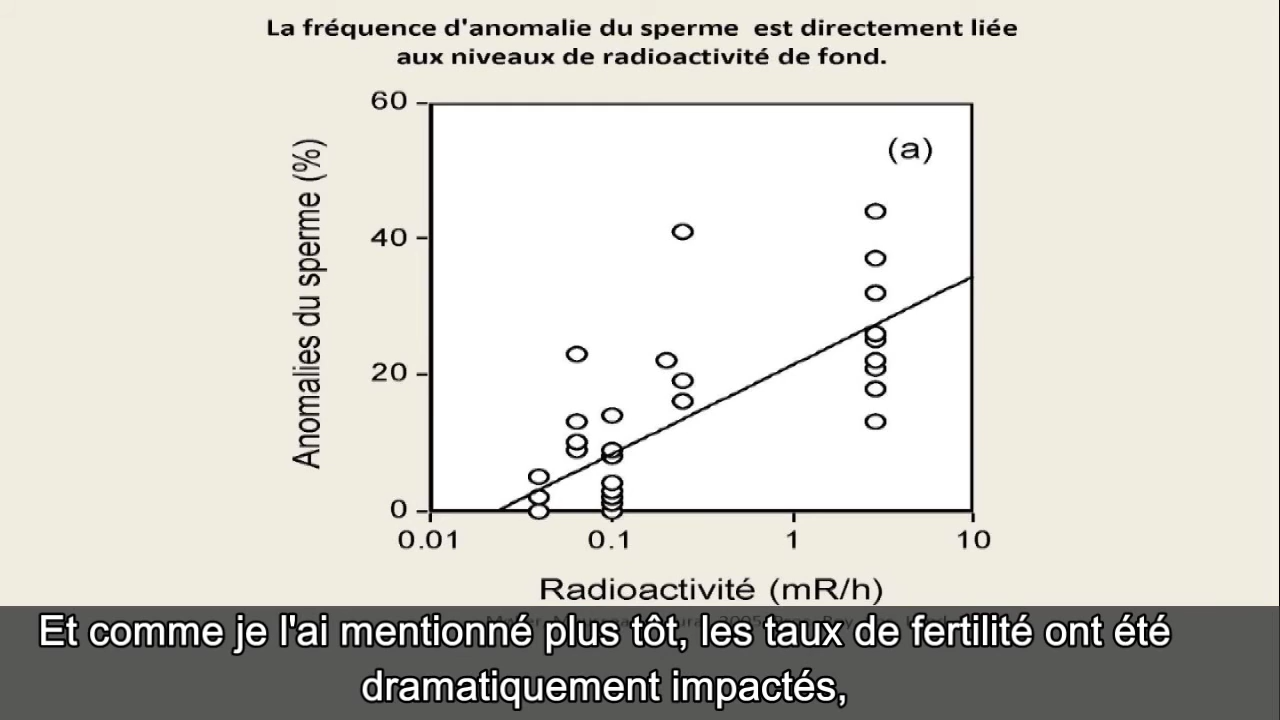 La fréquence d'anomalie du sperme est directement liée
aux niveaux de radioactivité de fond.
60
(a)
Anomalies du sperme (%)
40
20
0
0.01 0.1 1 10
Radioactivité (mR/h)
Et comme je l'ai mentionné plus tôt, les taux de fertilité ont été
dramatiquement impactés,